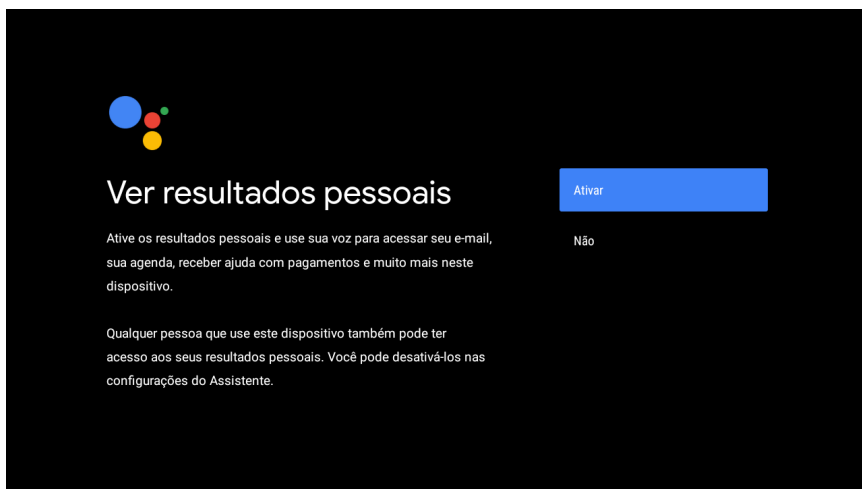 Ver resultados pessoais
Ative os resultados pessoais e use sua voz para acessar seu e-mail,
sua agenda, receber ajuda com pagamentos e muito mais neste
dispositivo.
Qualquer pessoa que use este dispositivo também pode ter
acesso aos seus resultados pessoais. Você pode desativá-los nas
configurações do Assistente.
Ativar
Não